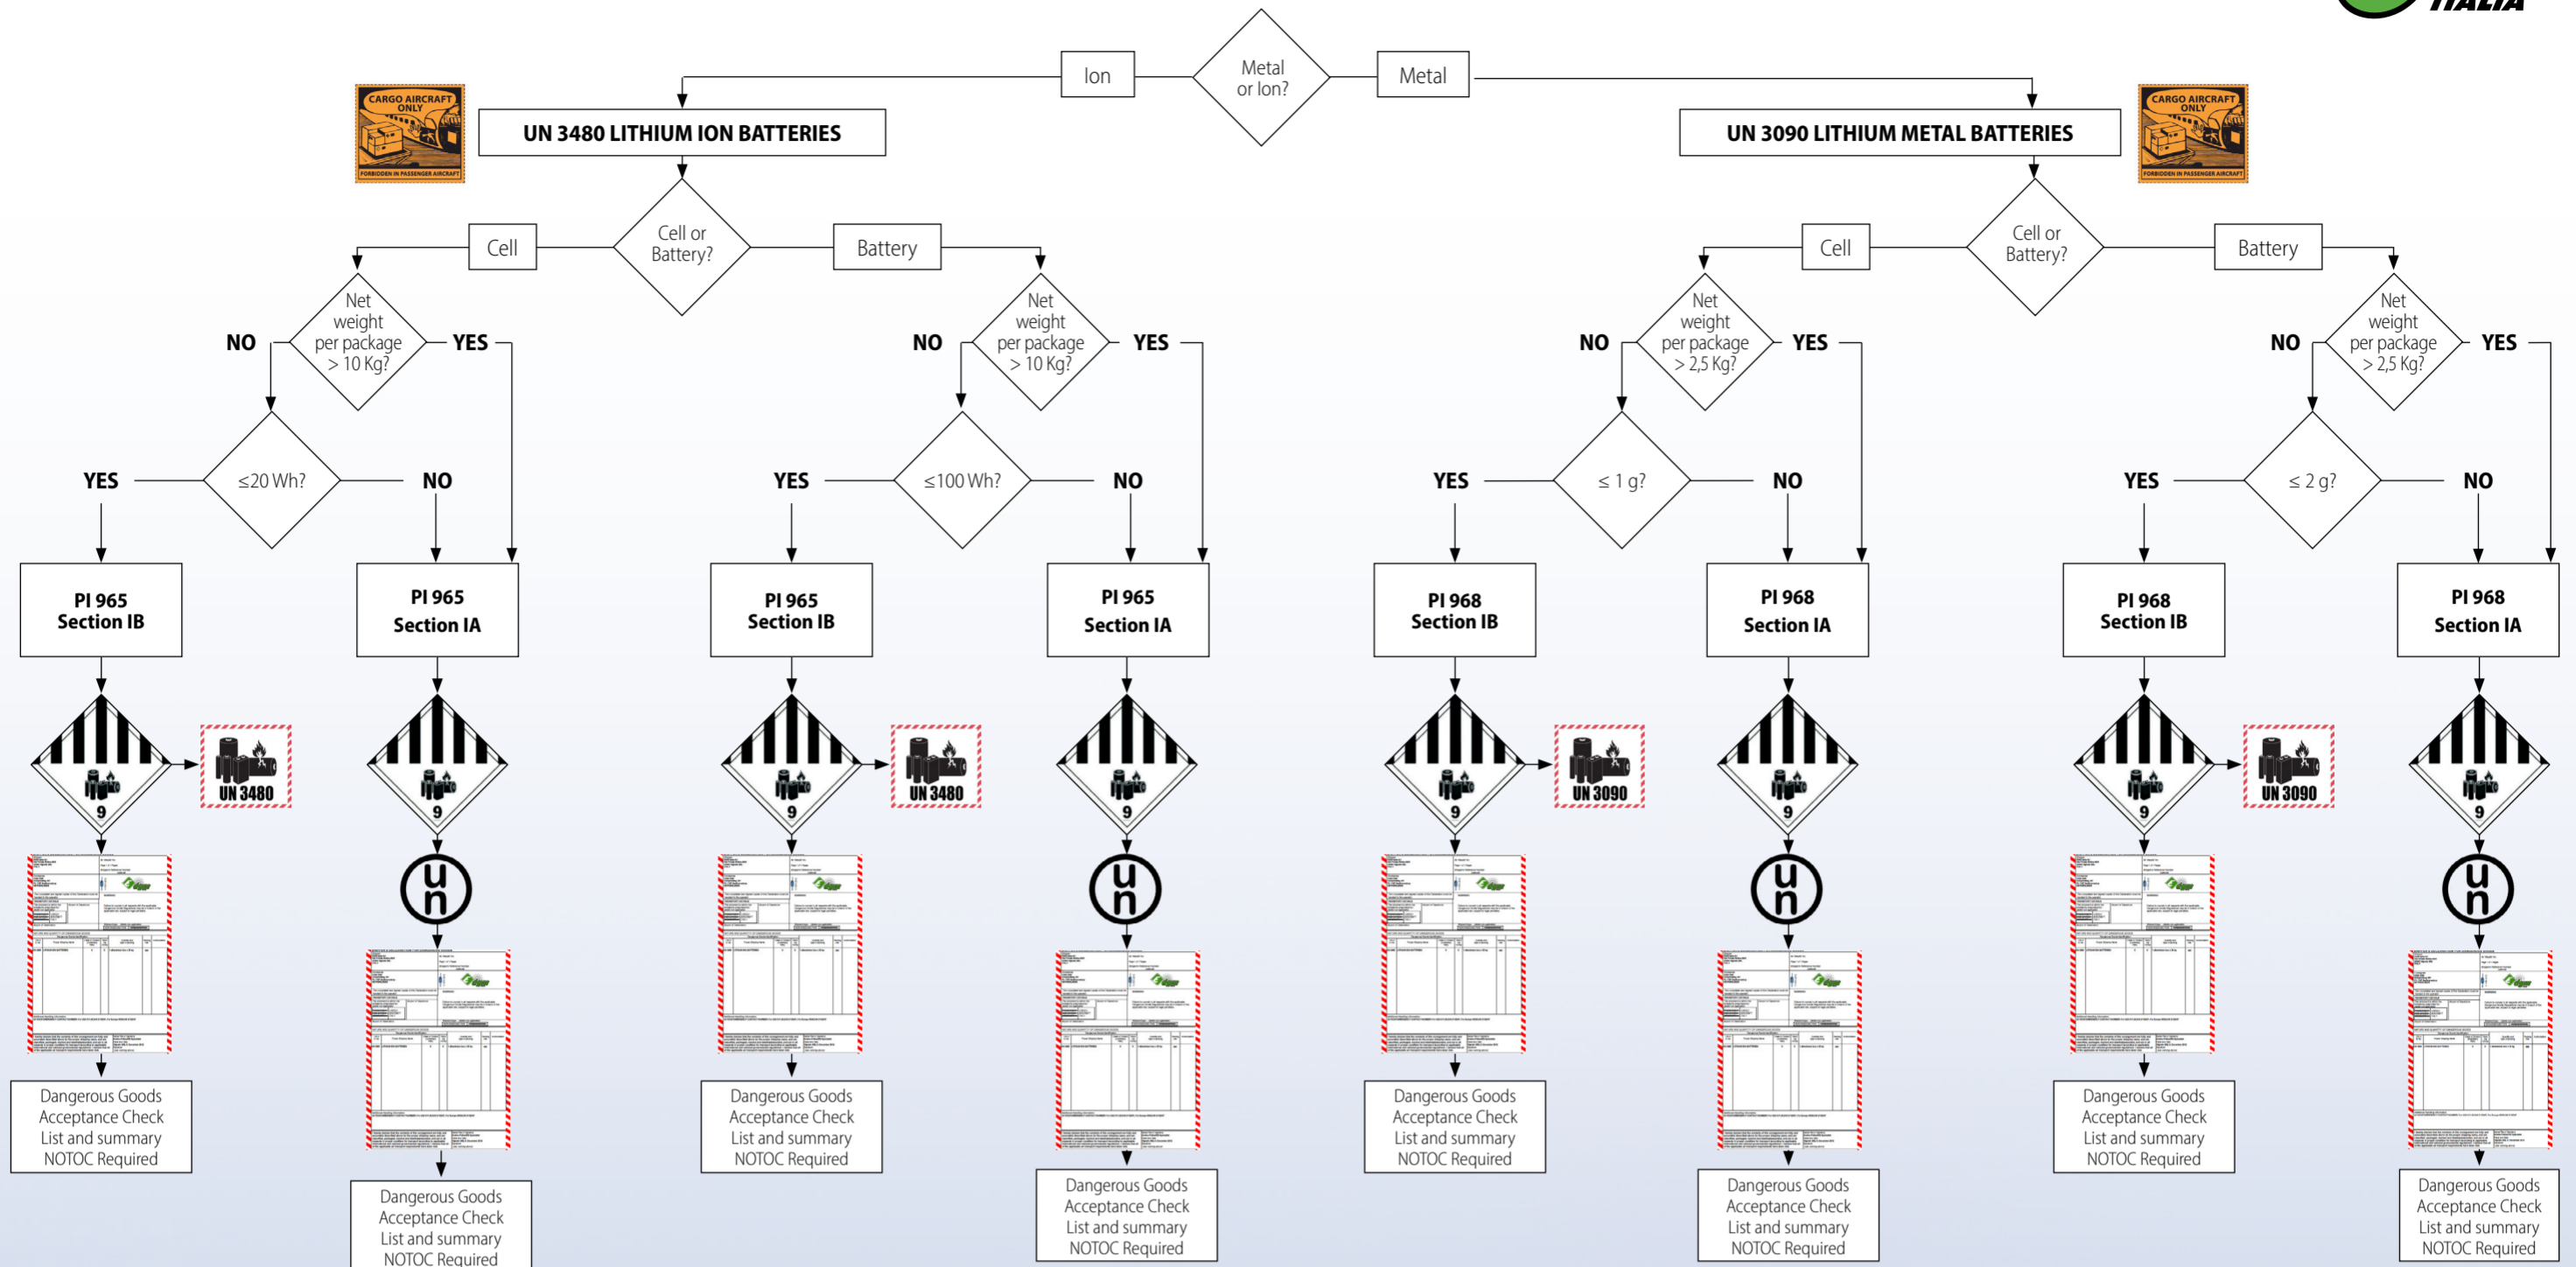 ITALIA
Ion
Metal
or Ion?
Metal
CARGO AIRCRAFT
ONLY
FORBIDDEN IN PASSENGER AIRCRAFT
UN 3480 LITHIUM ION BATTERIES
UN 3090 LITHIUM METAL BATTERIES
CARGO AIRCRAFT
ONLY
FORBIDDEN IN PASSENGER AIRCRAFT
Cell
Cell or
Battery?
Battery
Cell
Cell or
Battery?
Battery
NO
Net
weight
per package
> 10 Kg?
YES
NO
Net
weight
per package
> 10 Kg?
YES
NO
Net
weight
per package
> 2,5 Kg?
YES
NO
Net
weight
per package
> 2,5 Kg?
YES
YES
≤20 Wh?
NO
YES
≤100 Wh?
NO
YES
≤ 1 g?
NO
YES
≤ 2 g?
NO
PI 965
Section IB
PI 965
Section IA
PI 965
Section IB
PI 965
Section IA
PI 968
Section IB
PI 968
Section IA
PI 968
Section IB
PI 968
Section IA
9
UN 3480
9
9
UN 3480
9
9
UN 3090
9
9
UN 3090
9
un
un
un
un
Dangerous Goods
Acceptance Check
List and summary
NOTOC Required
Dangerous Goods
Acceptance Check
List and summary
NOTOC Required
Dangerous Goods
Acceptance Check
List and summary
NOTOC Required
Dangerous Goods
Acceptance Check
List and summary
NOTOC Required
Dangerous Goods
Acceptance Check
List and summary
NOTOC Required
Dangerous Goods
Acceptance Check
List and summary
NOTOC Required
Dangerous Goods
Acceptance Check
List and summary
NOTOC Required
Dangerous Goods
Acceptance Check
List and summary
NOTOC Required